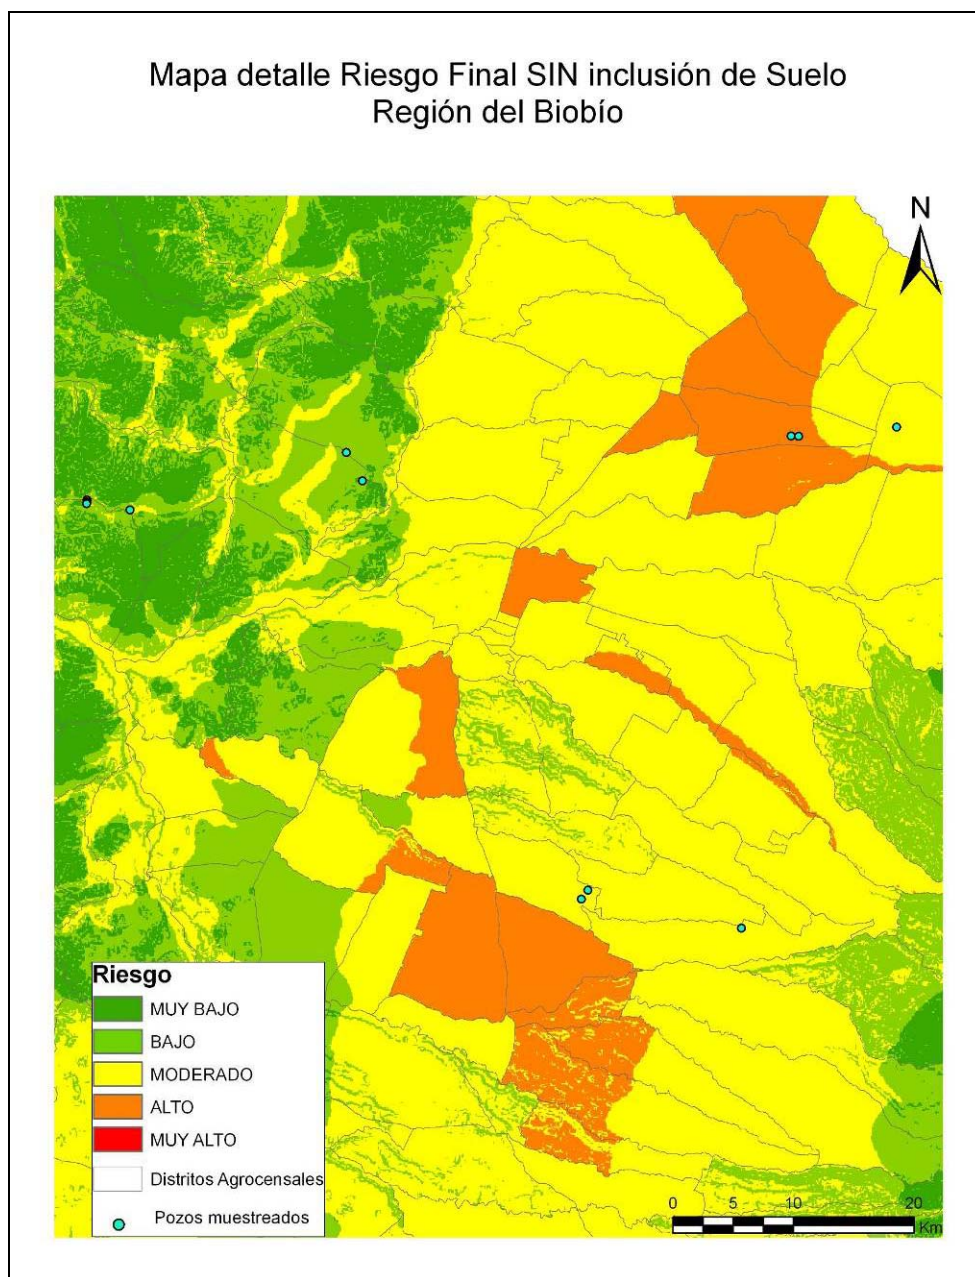 Mapa detalle Riesgo Final SIN inclusión de Suelo
Región del Biobío
N
Riesgo
MUY BAJO
BAJO
MODERADO
ALTO
MUY ALTO
Distritos Agrocensales
Pozos muestreados
0 5 10 20
Km